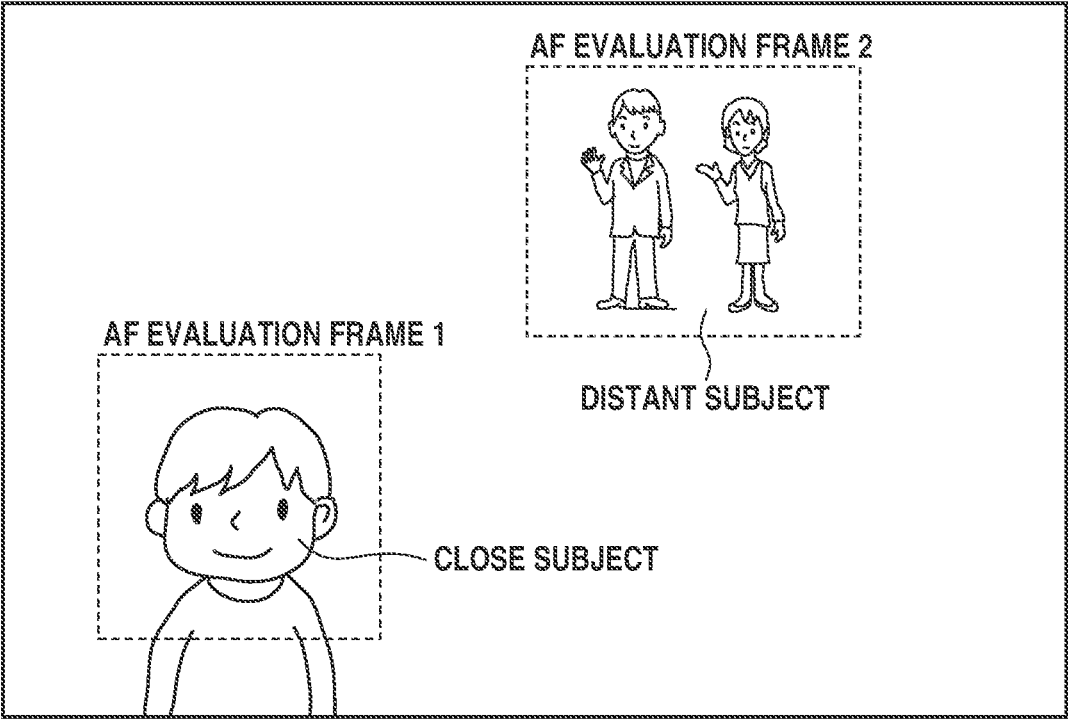 AF EVALUATION FRAME 2
AF EVALUATION FRAME 1
DISTANT SUBJECT
CLOSE SUBJECT